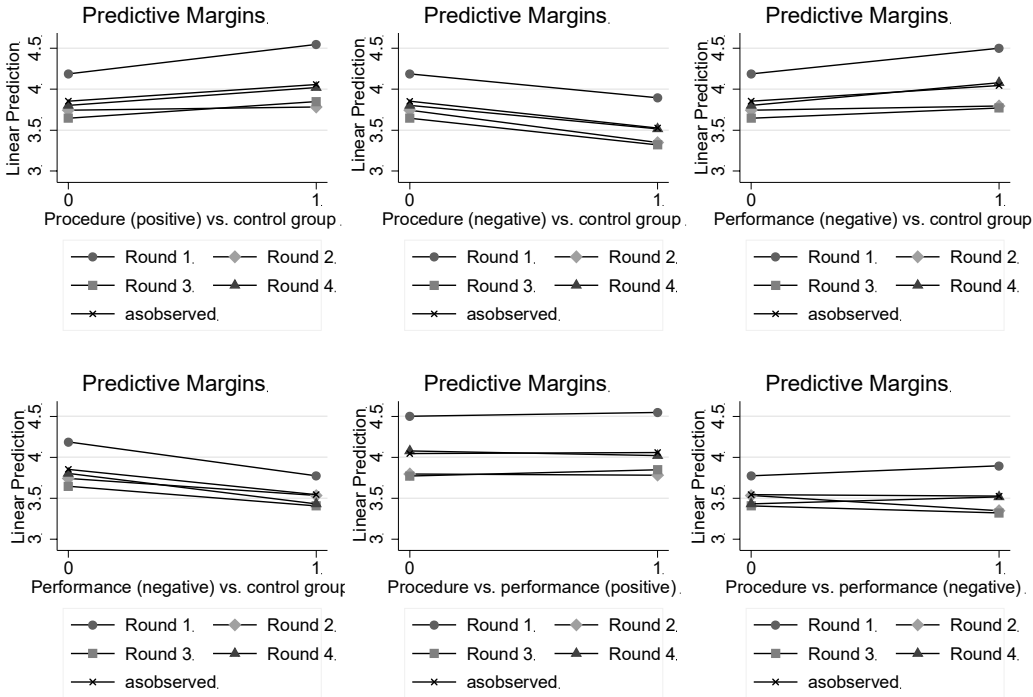 Predictive Margins.
Linear Prediction
4.5.
4.
3.5.
3.
0
1.
Procedure (positive) vs. control group.
Round 1.
Round 2.
Round 3.
Round 4.
asobserved.
Predictive Margins.
Linear Prediction
4.5.
4.
3.5.
3.
0
1.
Procedure (negative) vs. control group.
Round 1.
Round 2.
Round 3.
Round 4.
asobserved.
Predictive Margins.
Linear Prediction
4.5.
4.
3.5.
3.
0
1.
Performance (negative) vs. control group
Round 1.
Round 2.
Round 3.
Round 4.
asobserved.
Predictive Margins.
Linear Prediction
4.5.
4.
3.5.
3.
0
1.
Performance (negative) vs. control group
Round 1.
Round 2.
Round 3.
Round 4.
asobserved.
Predictive Margins.
Linear Prediction
4.5.
4.
3.5.
3.
0
1.
Procedure vs. performance (positive).
Round 1.
Round 2.
Round 3.
Round 4.
asobserved.
Predictive Margins.
Linear Prediction
4.5.
4.
3.5.
3.
0
1.
Procedure vs. performance (negative).
Round 1.
Round 2.
Round 3.
Round 4.
asobserved.